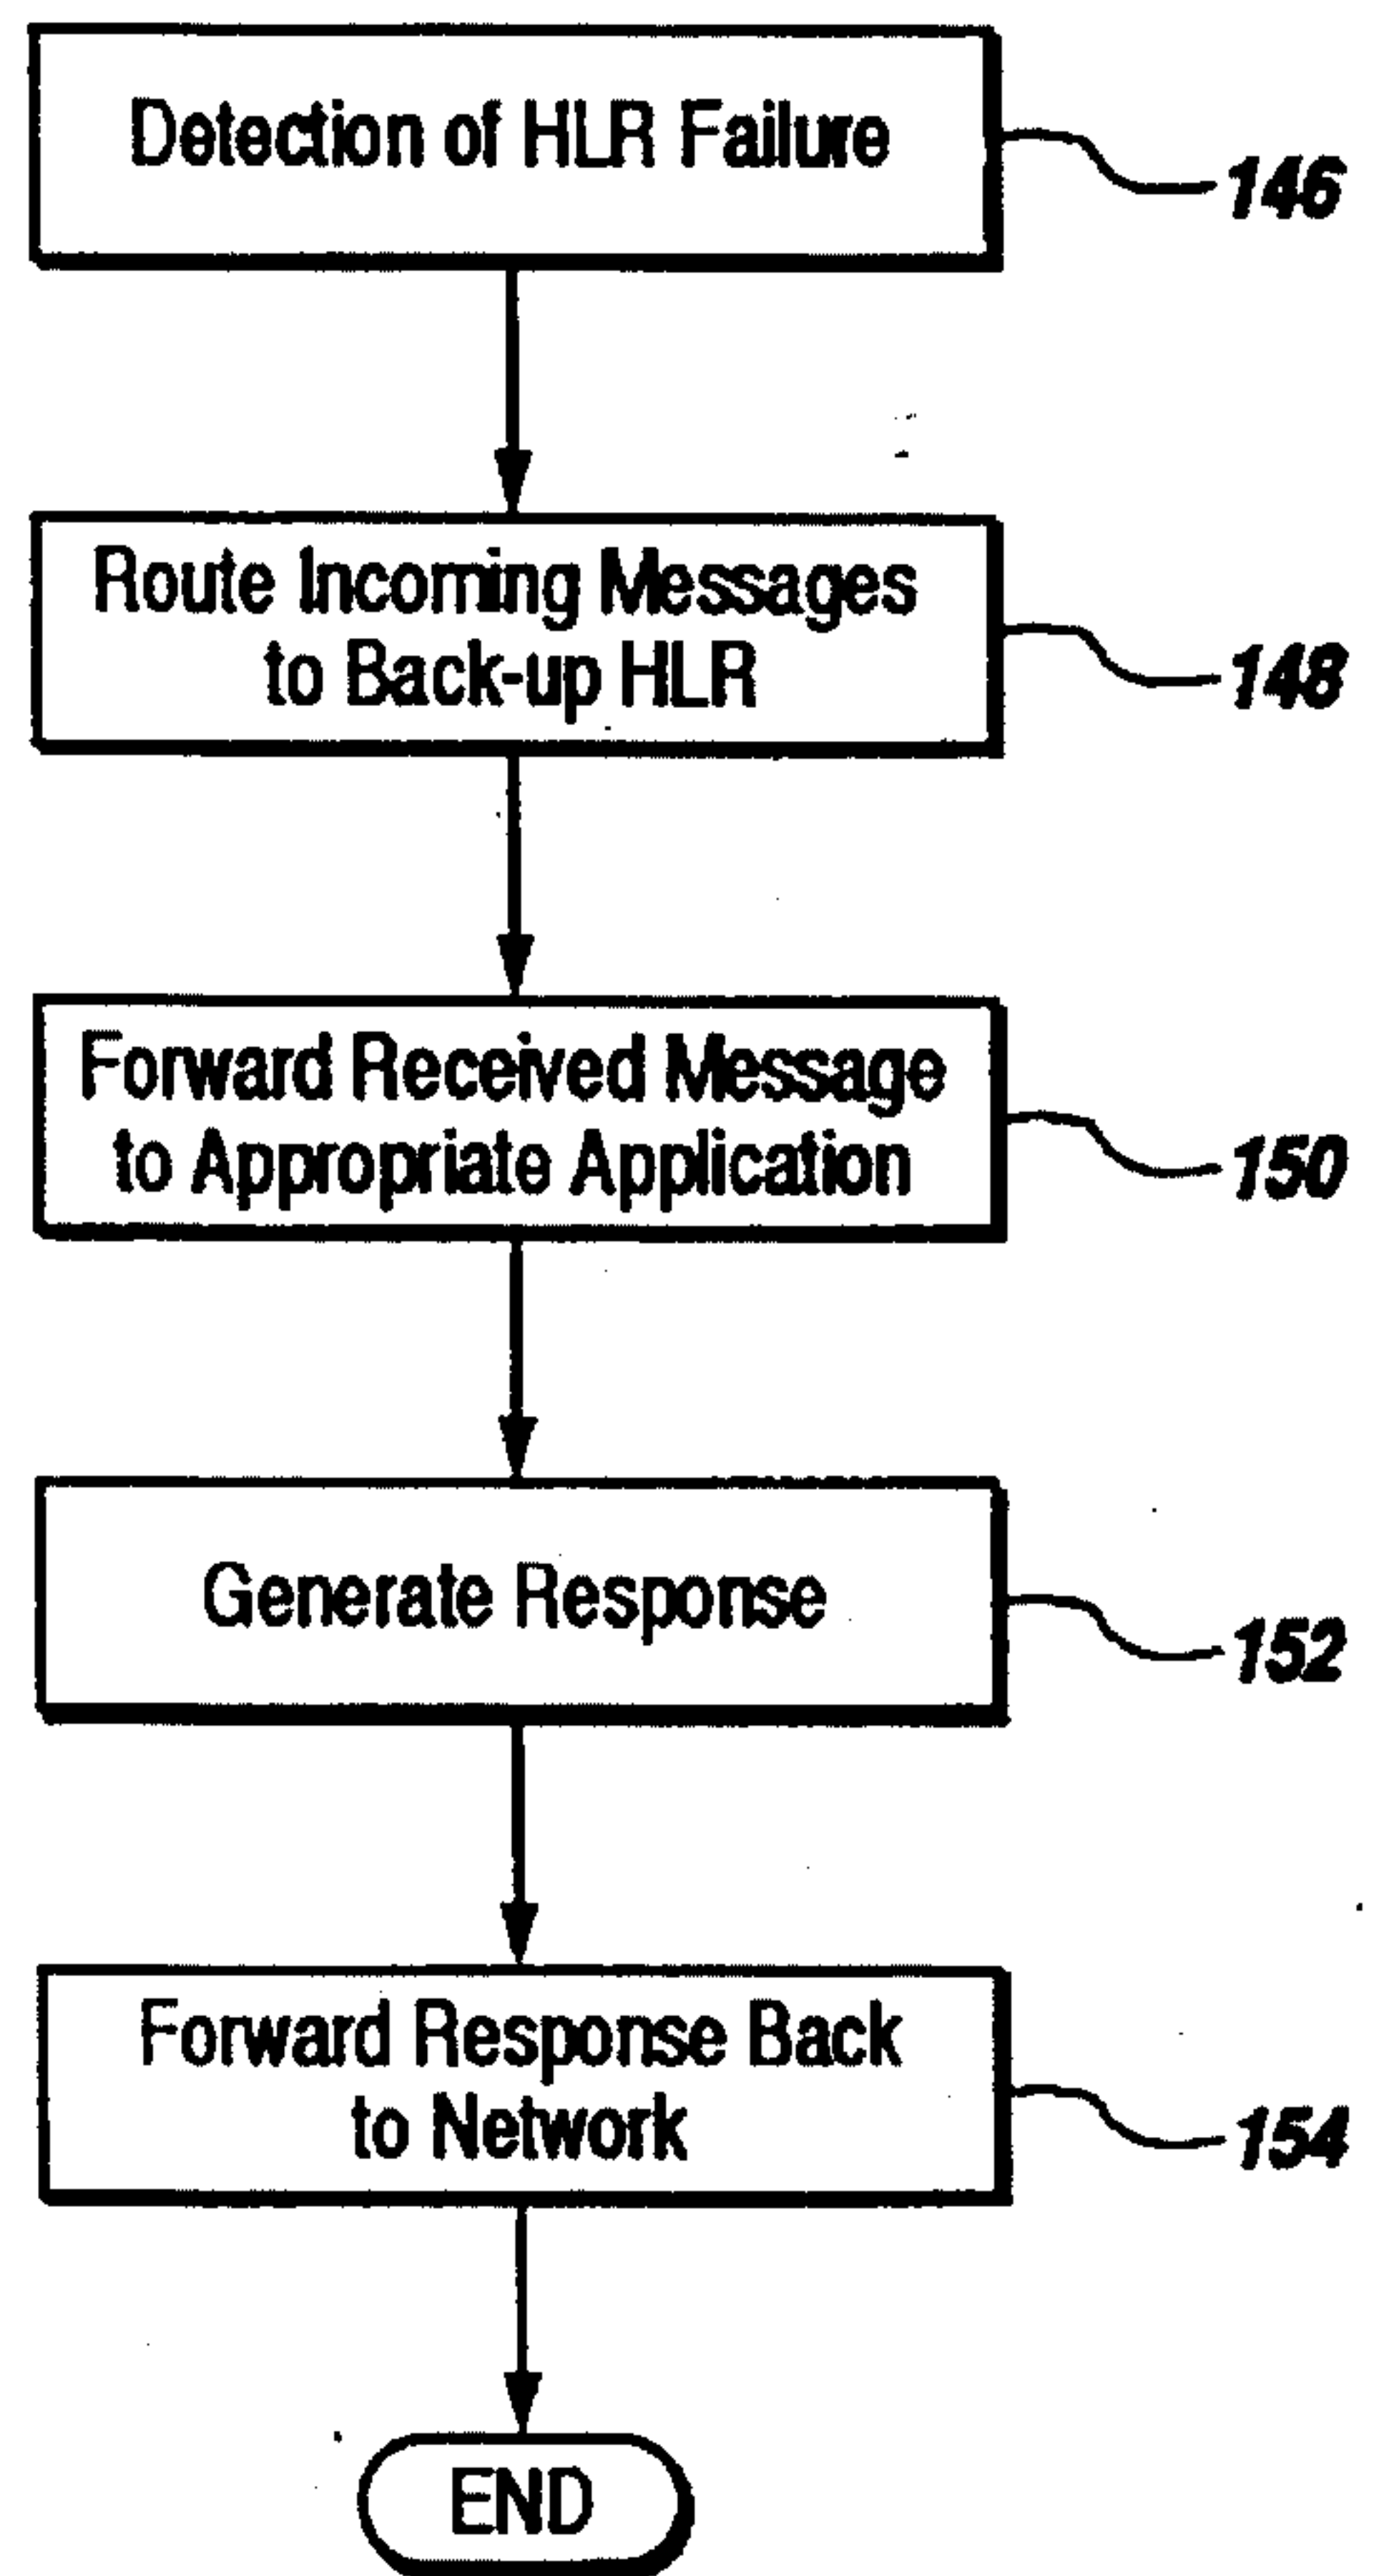 Detection of HLR Failure
146
Route Incoming Messages
to Back-up HLR
148
Forward Received Message
to Appropriate Application
150
Generate Response
152
Forward Response Back
to Network
154
END